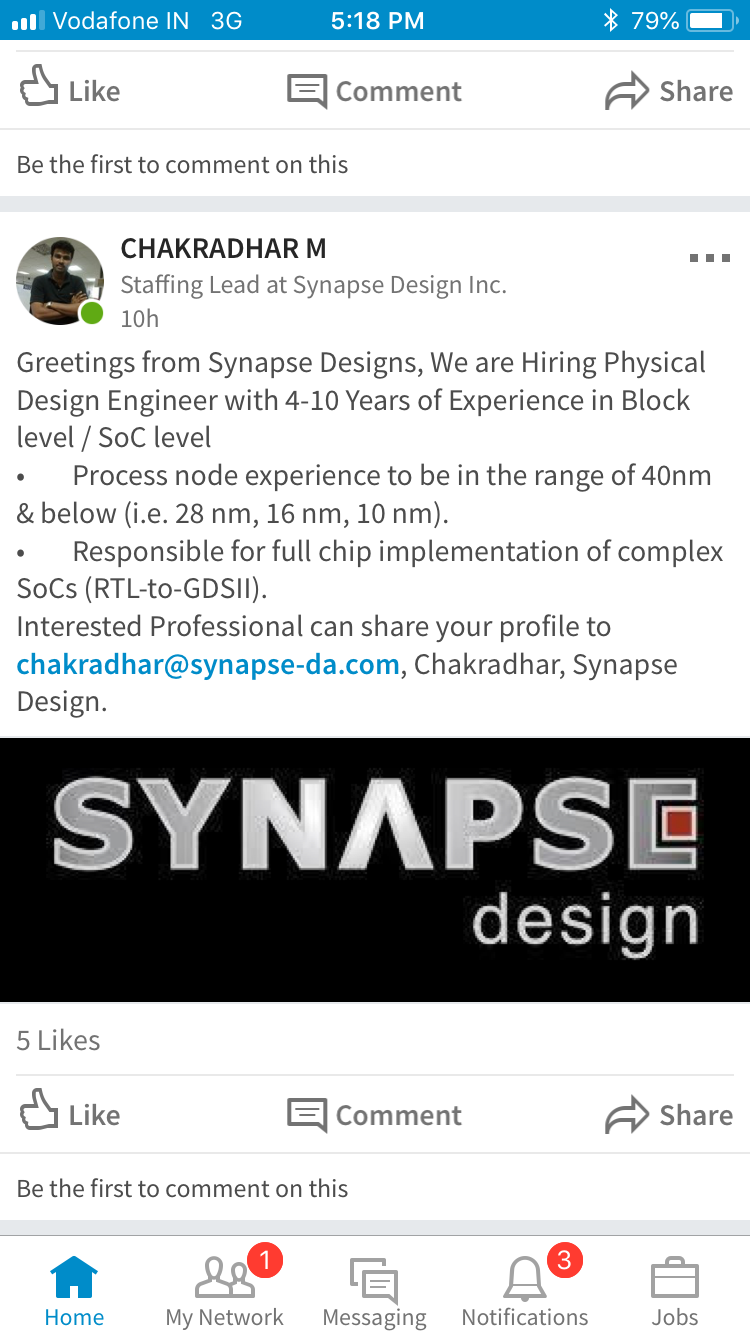 Vodafone IN 3G 5:18 PM 79%
Like Comment Share
Be the first to comment on this
CHAKRADHAR M
Staffing Lead at Synapse Design Inc.
10h
Greetings from Synapse Designs, We are Hiring Physical
Design Engineer with 4-10 Years of Experience in Block
level / SoC level
• Process node experience to be in the range of 40nm
& below (i.e. 28 nm, 16 nm, 10 nm).
• Responsible for full chip implementation of complex
SoCs (RTL-to-GDSII).
Interested Professional can share your profile to
chakradhar@synapse-da.com, Chakradhar, Synapse
Design.
SYNAPSE
design
5 Likes
Like Comment Share
Be the first to comment on this
1 3
Home My Network Messaging Notifications Jobs